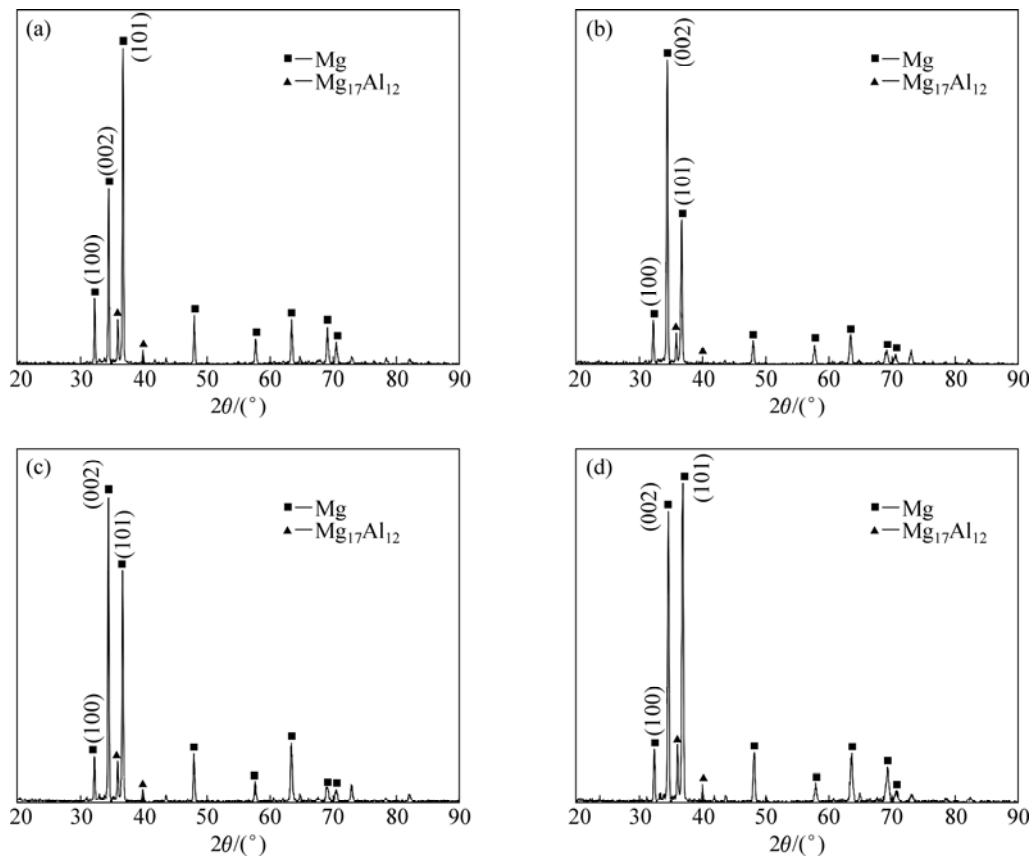 (a)
(101)
■—Mg
▲—Mg₁₇Al₁₂
(002)
(100)
20 30 40 50 60 70 80 90
2θ/(°)
(b)
(002)
■—Mg
▲—Mg₁₇Al₁₂
(101)
(100)
20 30 40 50 60 70 80 90
2θ/(°)
(c)
(002)
■—Mg
▲—Mg₁₇Al₁₂
(101)
(100)
20 30 40 50 60 70 80 90
2θ/(°)
(d)
(101)
(002)
■—Mg
▲—Mg₁₇Al₁₂
(100)
20 30 40 50 60 70 80 90
2θ/(°)